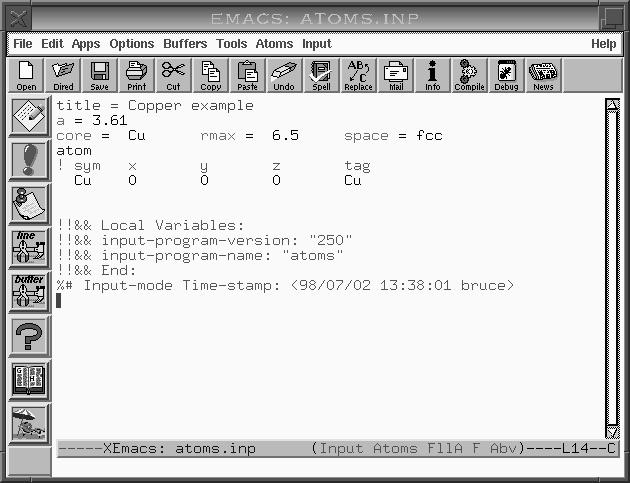 EMACS: ATOMS.INP
File Edit Apps Options Buffers Tools Atoms Input Help
Open Dired Save Print Cut Copy Paste Undo Spell Replace Mail Info Compile Debug News
title = Copper example
a = 3.61
core = Cu rmax = 6.5 space = fcc
atom
! sym x y z tag
Cu 0 0 0 Cu
line
buffer
!!&& Local Variables:
!!&& input-program-version: "250"
!!&& input-program-name: "atoms"
!!&& End:
%# Input-mode Time-stamp: <98/07/02 13:38:01 bruce>
-----XEmacs: atoms.inp (Input Atoms FllA F Abv)----L14--C